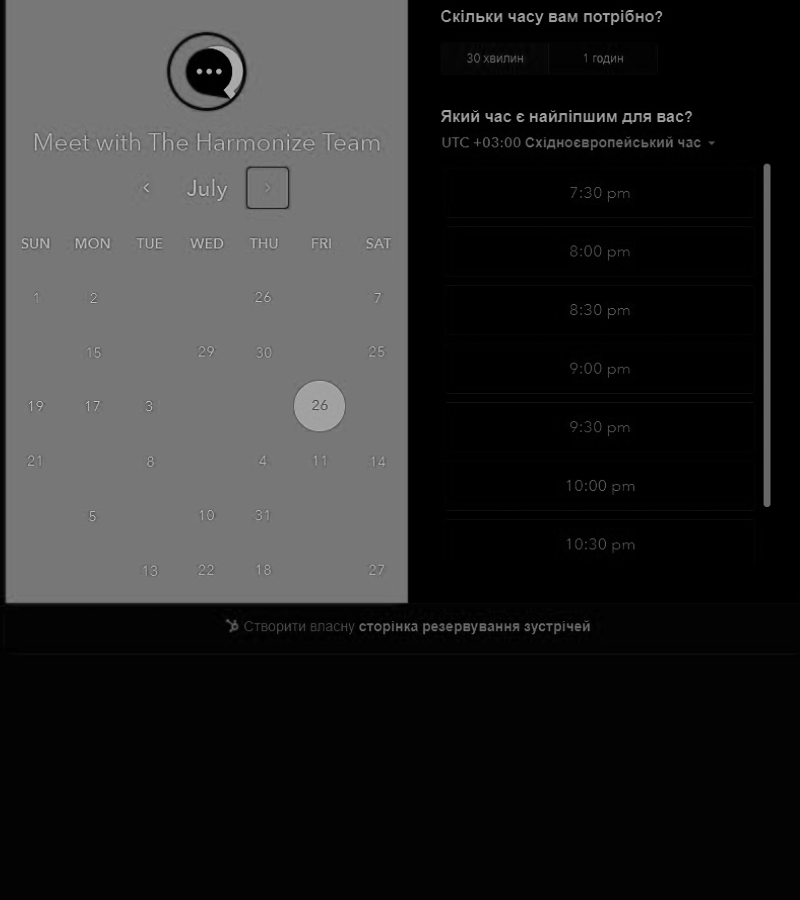 Meet with The Harmonize Team
July
SUN MON TUE WED THU FRI SAT
1 2 26 7
15 29 30 25
19 17 3 26
21 8 4 11 14
5 10 31
13 22 18 27
Скільки часу вам потрібно?
30 хвилин 1 годин
Який час є найліпшим для вас?
UTC +03:00 Східноєвропейський час
7:30 pm
8:00 pm
8:30 pm
9:00 pm
9:30 pm
10:00 pm
10:30 pm
Створити власну сторінка резервування зустрічей